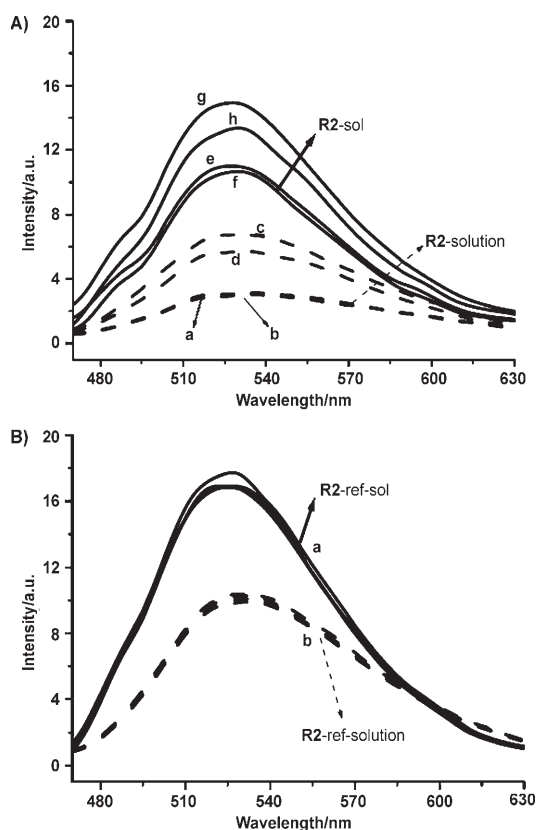 A)
20
16
12
8
4
0
Intensity/a.u.
g
h
R2-sol
e
f
c
d
R2-solution
a
b
480 510 540 570 600 630
Wavelength/nm
B)
20
16
12
8
4
0
Intensity/a.u.
R2-ref-sol
a
b
R2-ref-solution
480 510 540 570 600 630
Wavelength/nm